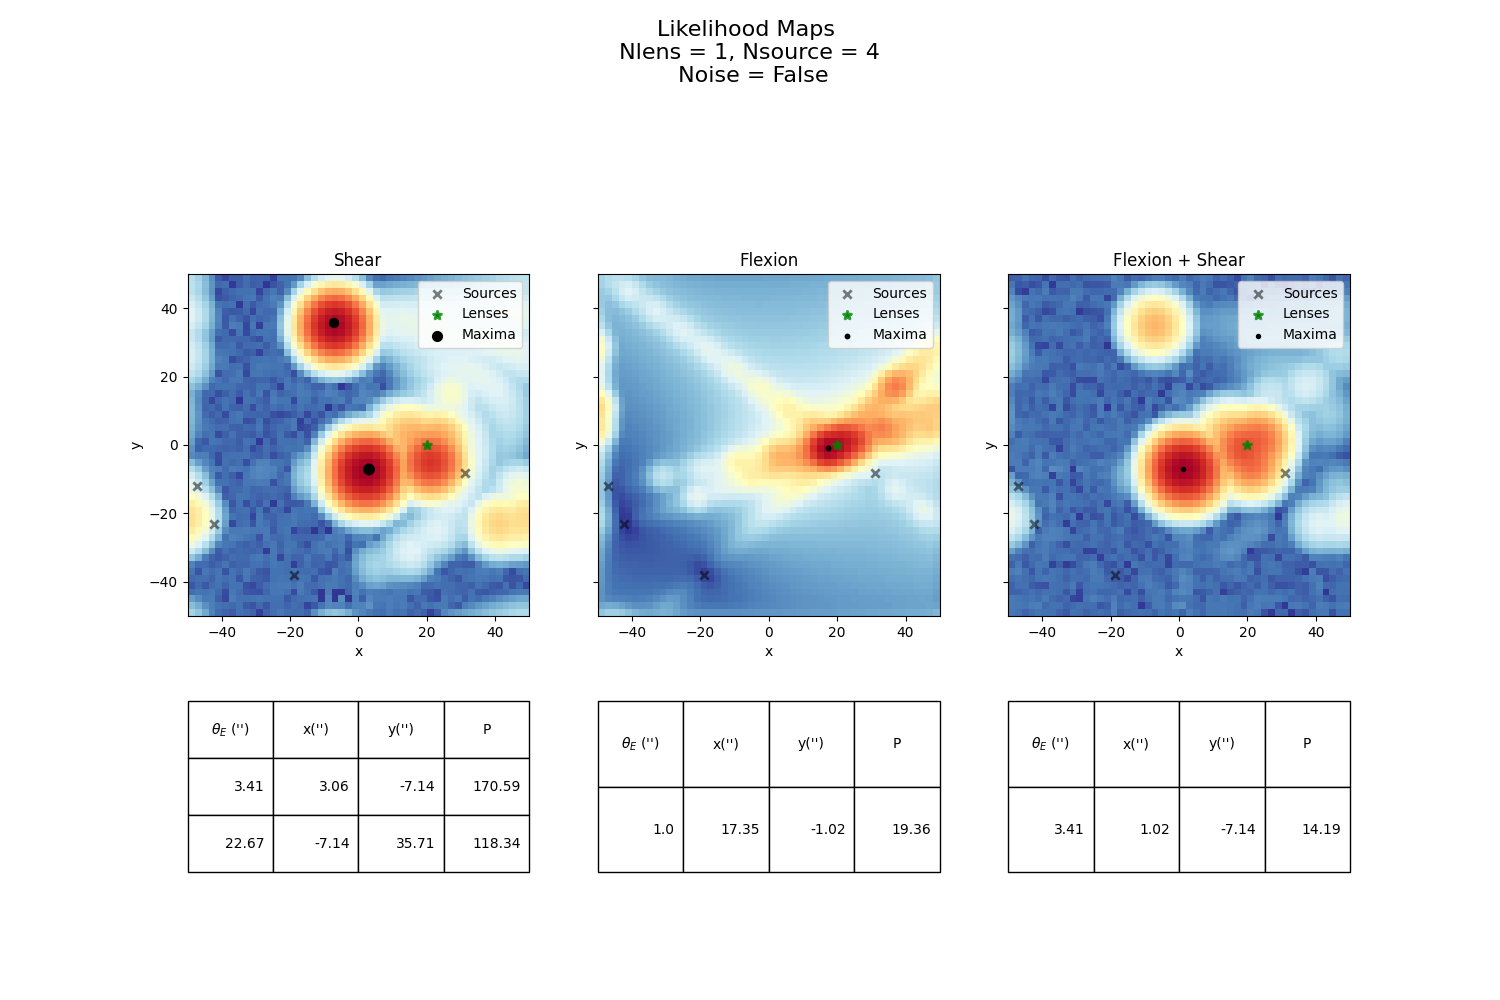 Likelihood Maps
Nlens = 1, Nsource = 4
Noise = False
Shear
Sources
Lenses
Maxima
40
20
0
−20
−40
y
−40 −20 0 20 40
x
Flexion
Sources
Lenses
Maxima
y
−40 −20 0 20 40
x
Flexion + Shear
Sources
Lenses
Maxima
y
−40 −20 0 20 40
x
θE ('') x('') y('') P
3.41 3.06 -7.14 170.59
22.67 -7.14 35.71 118.34
θE ('') x('') y('') P
1.0 17.35 -1.02 19.36
θE ('') x('') y('') P
3.41 1.02 -7.14 14.19